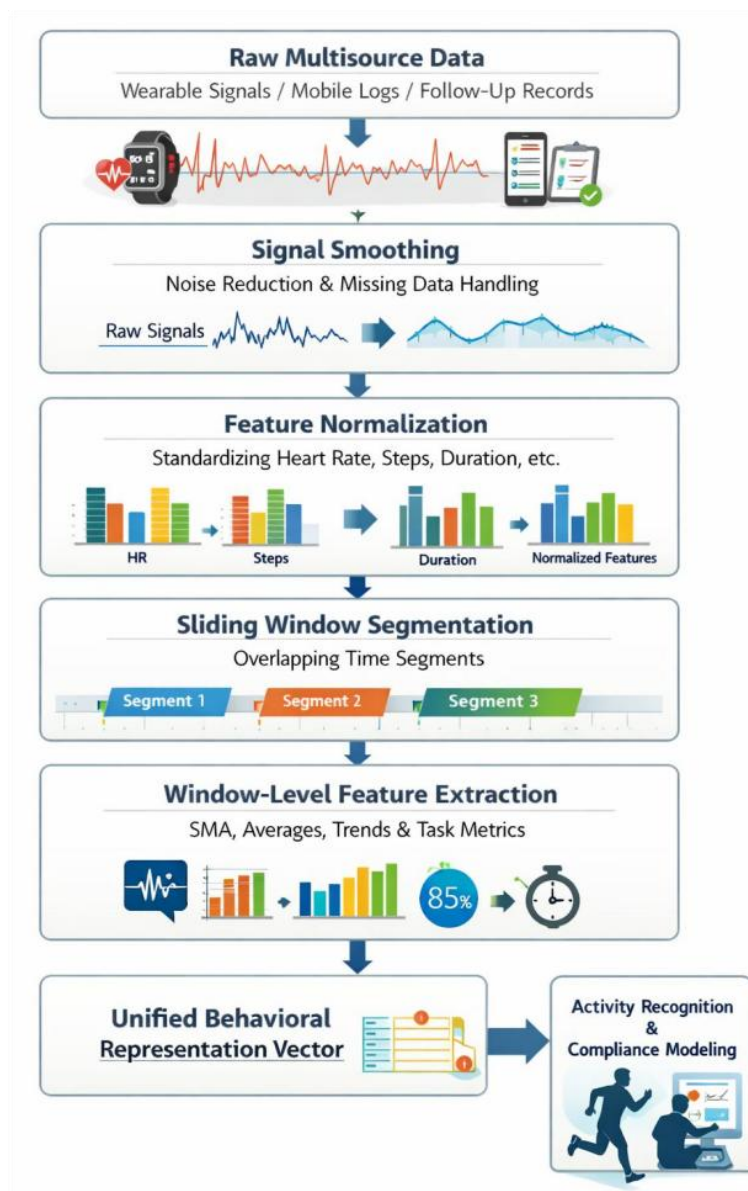 Raw Multisource Data
Wearable Signals / Mobile Logs / Follow-Up Records
Signal Smoothing
Noise Reduction & Missing Data Handling
Raw Signals
Feature Normalization
Standardizing Heart Rate, Steps, Duration, etc.
HR
Steps
Duration
Normalized Features
Sliding Window Segmentation
Overlapping Time Segments
Segment 1
Segment 2
Segment 3
Window-Level Feature Extraction
SMA, Averages, Trends & Task Metrics
85%
Unified Behavioral
Representation Vector
Activity Recognition
&
Compliance Modeling